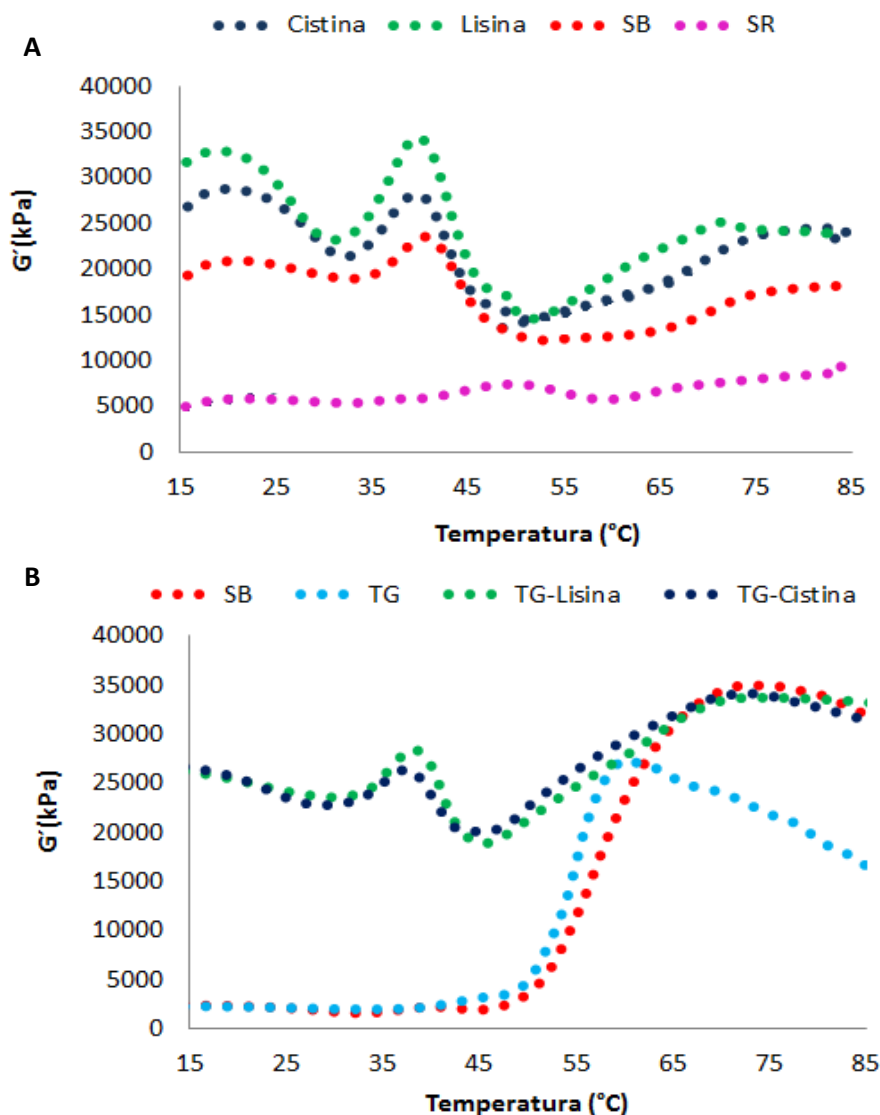 A
Cistina Lisina SB SR
40000
35000
30000
25000
20000
15000
10000
5000
0
G´(kPa)
15 25 35 45 55 65 75 85
Temperatura (°C)
B
SB TG TG-Lisina TG-Cistina
40000
35000
30000
25000
20000
15000
10000
5000
0
G´(kPa)
15 25 35 45 55 65 75 85
Temperatura (°C)